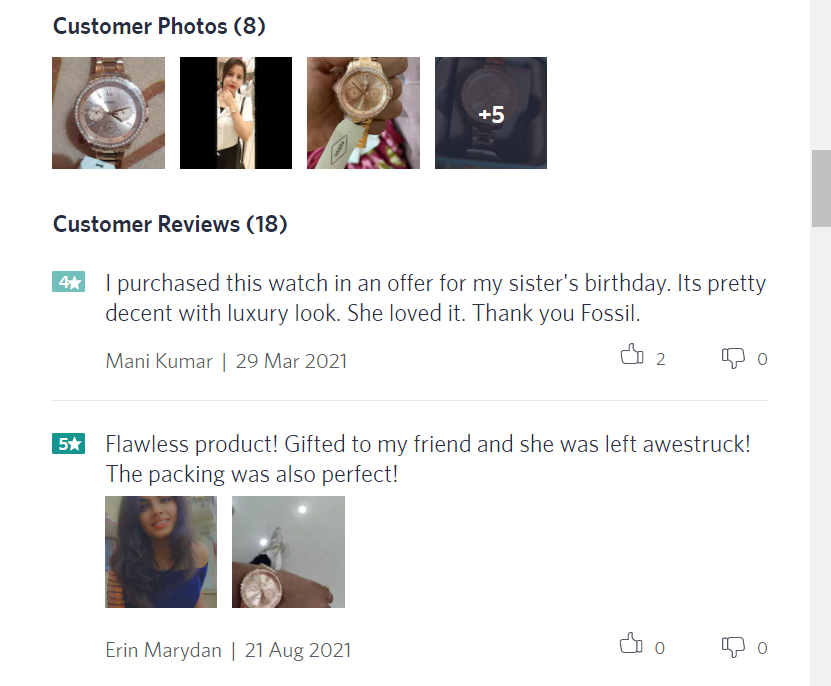 Customer Photos (8)
+5
FOSSIL
Customer Reviews (18)
4★
I purchased this watch in an offer for my sister's birthday. Its pretty
decent with luxury look. She loved it. Thank you Fossil.
Mani Kumar | 29 Mar 2021
2
0
5★
Flawless product! Gifted to my friend and she was left awestruck!
The packing was also perfect!
Erin Marydan | 21 Aug 2021
0
0